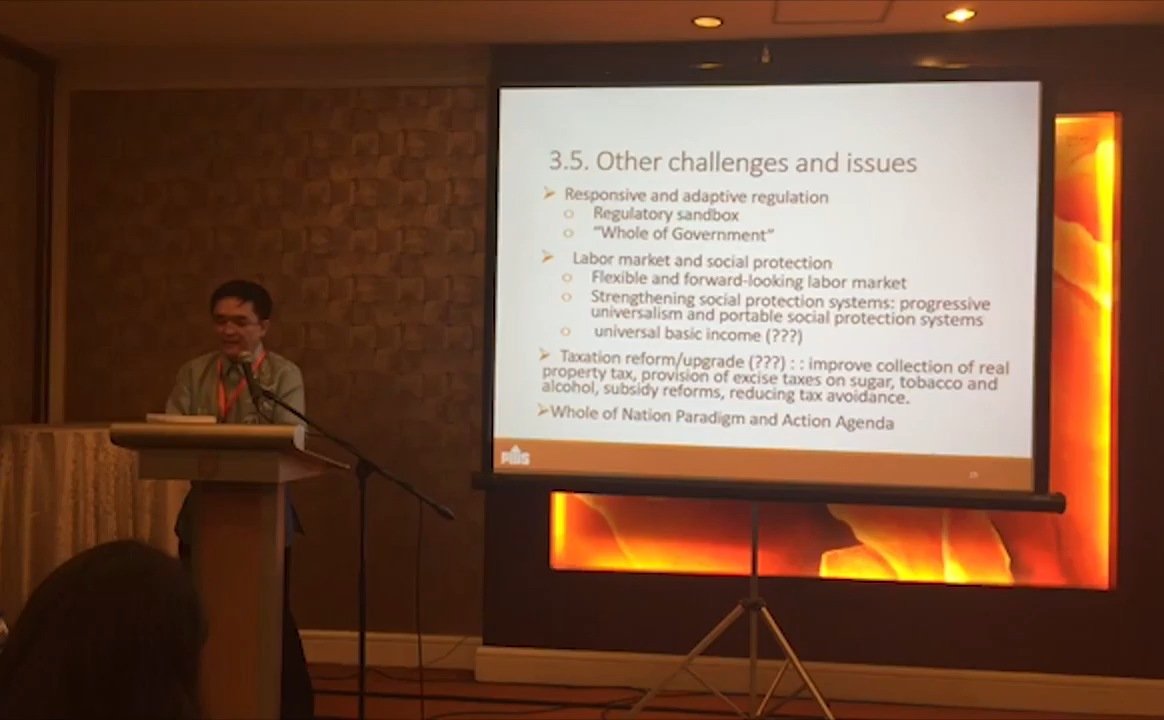 3.5. Other challenges and issues
➢ Responsive and adaptive regulation
o Regulatory sandbox
o “Whole of Government”
➢ Labor market and social protection
o Flexible and forward-looking labor market
o Strengthening social protection systems: progressive
universalism and portable social protection systems
o universal basic income (???)
➢ Taxation reform/upgrade (???) : : improve collection of real
property tax, provision of excise taxes on sugar, tobacco and
alcohol, subsidy reforms, reducing tax avoidance.
➢Whole of Nation Paradigm and Action Agenda
PIDS